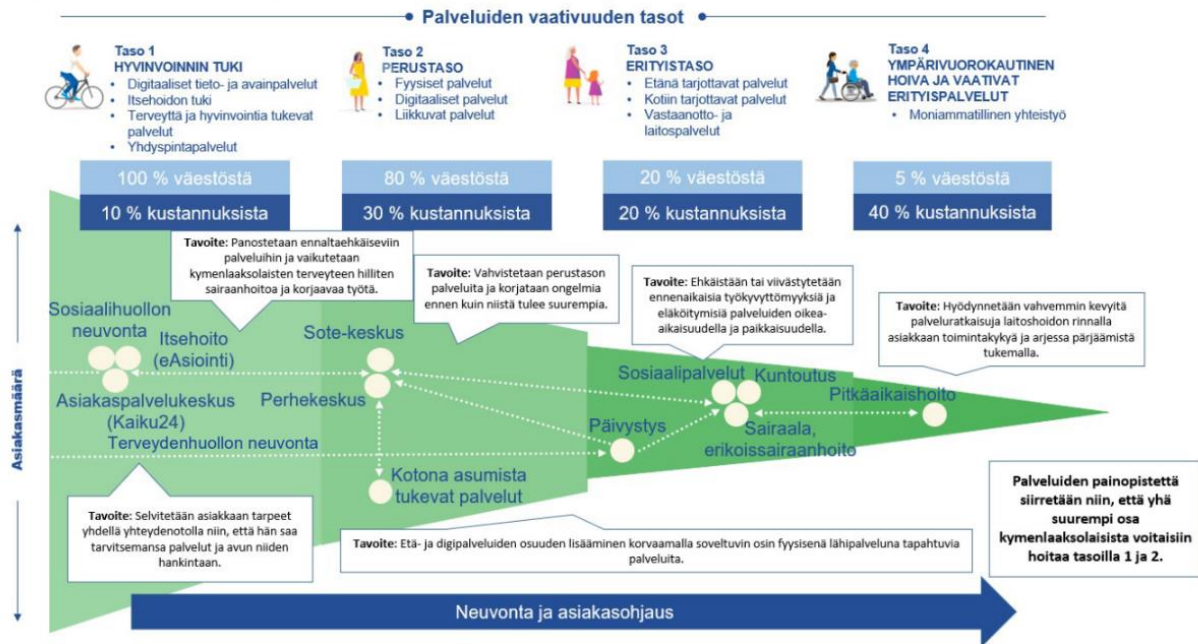 Palveluiden vaativuuden tasot
Taso 1
HYVINVOINNIN TUKI
• Digitaaliset tieto- ja avainpalvelut
• Itsehoidon tuki
• Terveyttä ja hyvinvointia tukevat
palvelut
• Yhdyspintapalvelut
Taso 2
PERUSTASO
• Fyysiset palvelut
• Digitaaliset palvelut
• Liikkuvat palvelut
Taso 3
ERITYISTASO
• Etänä tarjottavat palvelut
• Kotiin tarjottavat palvelut
• Vastaanotto- ja
laitospalvelut
Taso 4
YMPÄRIVUOROKAUTINEN
HOIVA JA VAATIVAT
ERITYISPALVELUT
• Moniammatillinen yhteistyö
100 % väestöstä
10 % kustannuksista
80 % väestöstä
30 % kustannuksista
20 % väestöstä
20 % kustannuksista
5 % väestöstä
40 % kustannuksista
Tavoite: Panostetaan ennaltaehkäiseviin
palveluihin ja vaikutetaan
kymenlaaksolaisten terveyteen hilliten
sairaanhoitoa ja korjaavaa työtä.
Tavoite: Vahvistetaan perustason
palveluita ja korjataan ongelmia
ennen kuin niistä tulee suurempia.
Tavoite: Ehkäistään tai viivästytetään
ennenaikaisia työkyvyttömyyksiä ja
eläköitymisiä palveluiden oikea-
aikaisuudella ja paikkaisuudella.
Tavoite: Hyödynnetään vahvemmin kevyitä
palveluratkaisuja laitoshoidon rinnalla
asiakkaan toimintakykyä ja arjessa pärjäämistä
tukemalla.
Asiakasmäärä
Sosiaalihuollon
neuvonta
Itsehoito
(eAsiointi)
Asiakaspalvelukeskus
(Kaiku24)
Terveydenhuollon neuvonta
Sote-keskus
Perhekeskus
Kotona asumista
tukevat palvelut
Päivystys
Sosiaalipalvelut
Kuntoutus
Sairaala,
erikoissairaanhoito
Pitkäaikaishoito
Tavoite: Selvitetään asiakkaan tarpeet
yhdellä yhteydenotolla niin, että hän saa
tarvitsemansa palvelut ja avun niiden
hankintaan.
Tavoite: Etä- ja digipalveluiden osuuden lisääminen korvaamalla soveltuvin osin fyysisenä lähipalveluna tapahtuvia
palveluita.
Palveluiden painopistettä
siirretään niin, että yhä
suurempi osa
kymenlaaksolaisista voitaisiin
hoitaa tasoilla 1 ja 2.
Neuvonta ja asiakasohjaus